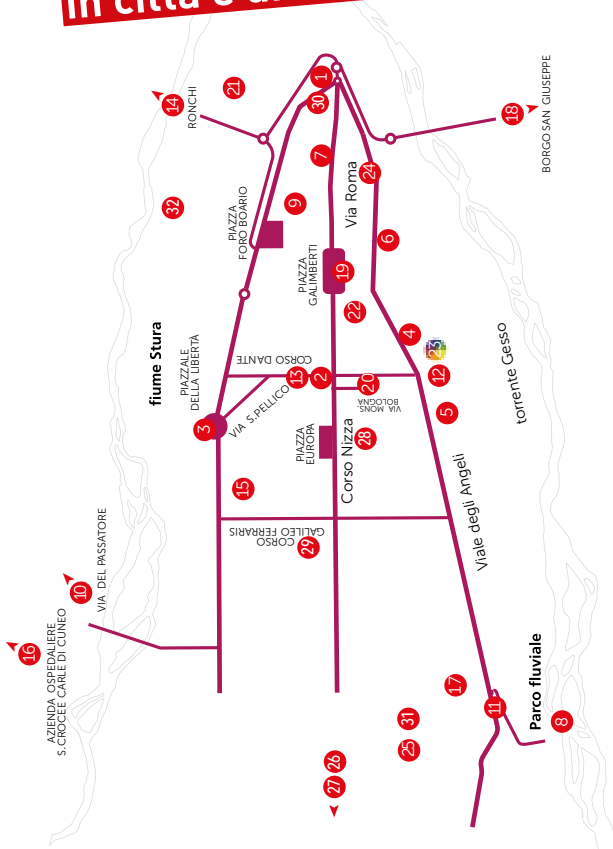 in città e
1
21
14
RONCHI
30
18
BORGO SAN GIUSEPPE
7
24
Via Roma
32
9
PIAZZA
FORO BOARIO
6
PIAZZA
GALIMBERTI
19
22
4
23
torrente Gesso
fiume Stura
PIAZZALE
DELLA LIBERTÀ
CORSO DANTE
13
2
20
12
VIA S.PELLICO
VIA MONS.
BOLOGNA
5
3
PIAZZA
EUROPA
28
Corso Nizza
15
CORSO
GALILEO FERRARIS
29
Viale degli Angeli
VIA DEL PASSATORE
10
AZIENDA OSPEDALIERE
S.CROCEE CARLE DI CUNEO
16
17
11
Parco fluviale
8
31
25
26
27